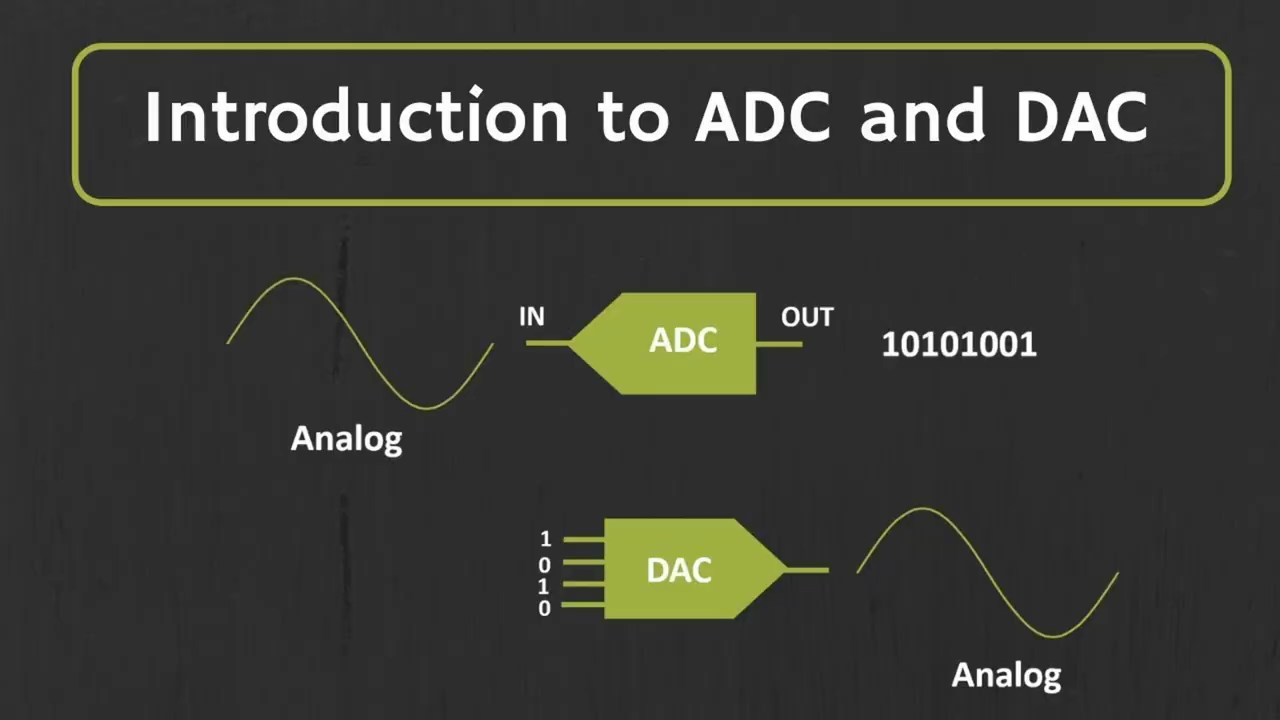 Introduction to ADC and DAC
IN
ADC
OUT
10101001
Analog
1
0
1
0
DAC
Analog